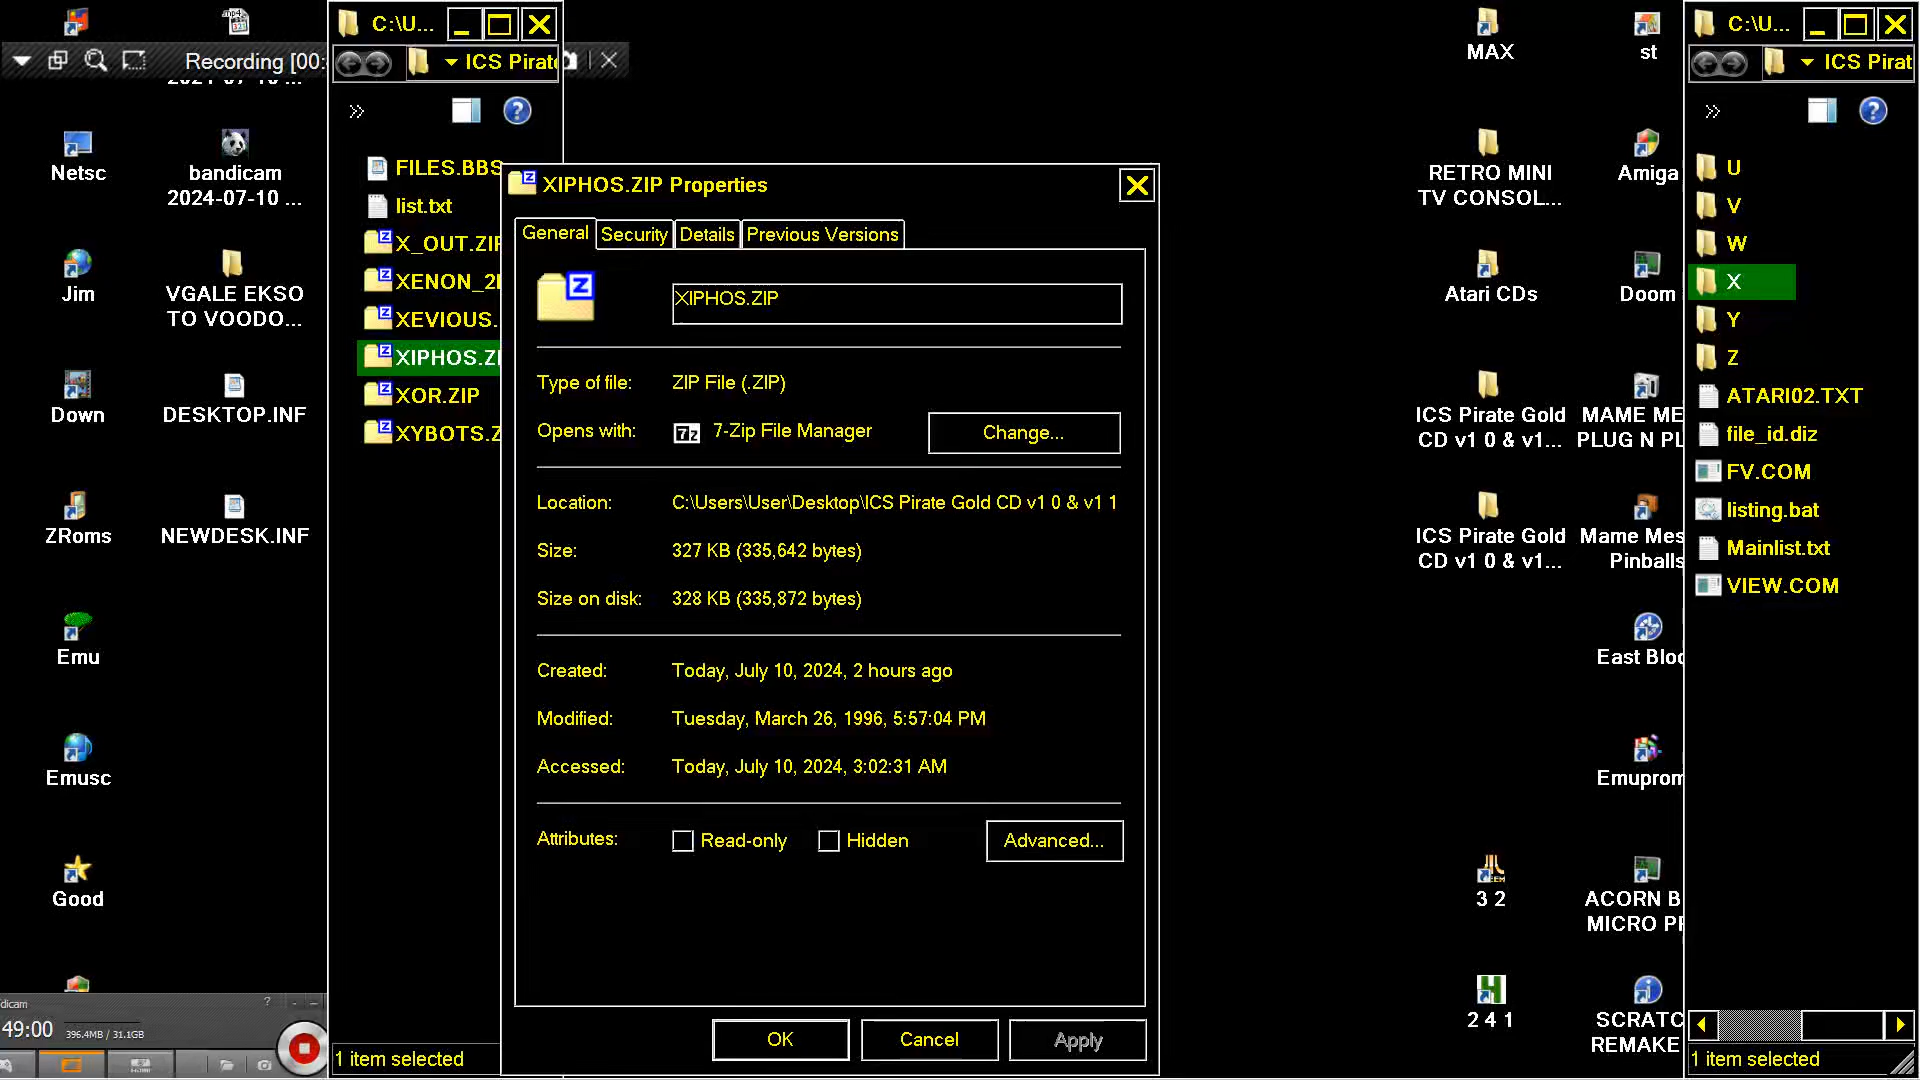 Recording [00:
2024-07-10 ...
Netsc
bandicam
2024-07-10 ...
Jim
VGALE EKSO
TO VOODO...
Down
DESKTOP.INF
ZRoms
NEWDESK.INF
Emu
Emusc
Good
dicam
49:00
396.4MB / 31.1GB
C:\U...
ICS Pirate
FILES.BBS
list.txt
X_OUT.ZIP
XENON_2
XEVIOUS.
XIPHOS.ZI
XOR.ZIP
XYBOTS.Z
1 item selected
XIPHOS.ZIP Properties
General
Security
Details
Previous Versions
XIPHOS.ZIP
Type of file:
ZIP File (.ZIP)
Opens with:
7-Zip File Manager
Change...
Location:
C:\Users\User\Desktop\ICS Pirate Gold CD v1 0 & v1 1
Size:
327 KB (335,642 bytes)
Size on disk:
328 KB (335,872 bytes)
Created:
Today, July 10, 2024, 2 hours ago
Modified:
Tuesday, March 26, 1996, 5:57:04 PM
Accessed:
Today, July 10, 2024, 3:02:31 AM
Attributes:
Read-only
Hidden
Advanced...
OK
Cancel
Apply
MAX
st
RETRO MINI
TV CONSOL...
Amiga
Atari CDs
Doom
ICS Pirate Gold
CD v1 0 & v1...
MAME ME
PLUG N PL
ICS Pirate Gold
CD v1 0 & v1...
Mame Mes
Pinballs
East Bloc
Emuprom
3 2
ACORN B
MICRO PR
2 4 1
SCRATC
REMAKE
C:\U...
ICS Pirat
U
V
W
X
Y
Z
ATARI02.TXT
file_id.diz
FV.COM
listing.bat
Mainlist.txt
VIEW.COM
1 item selected